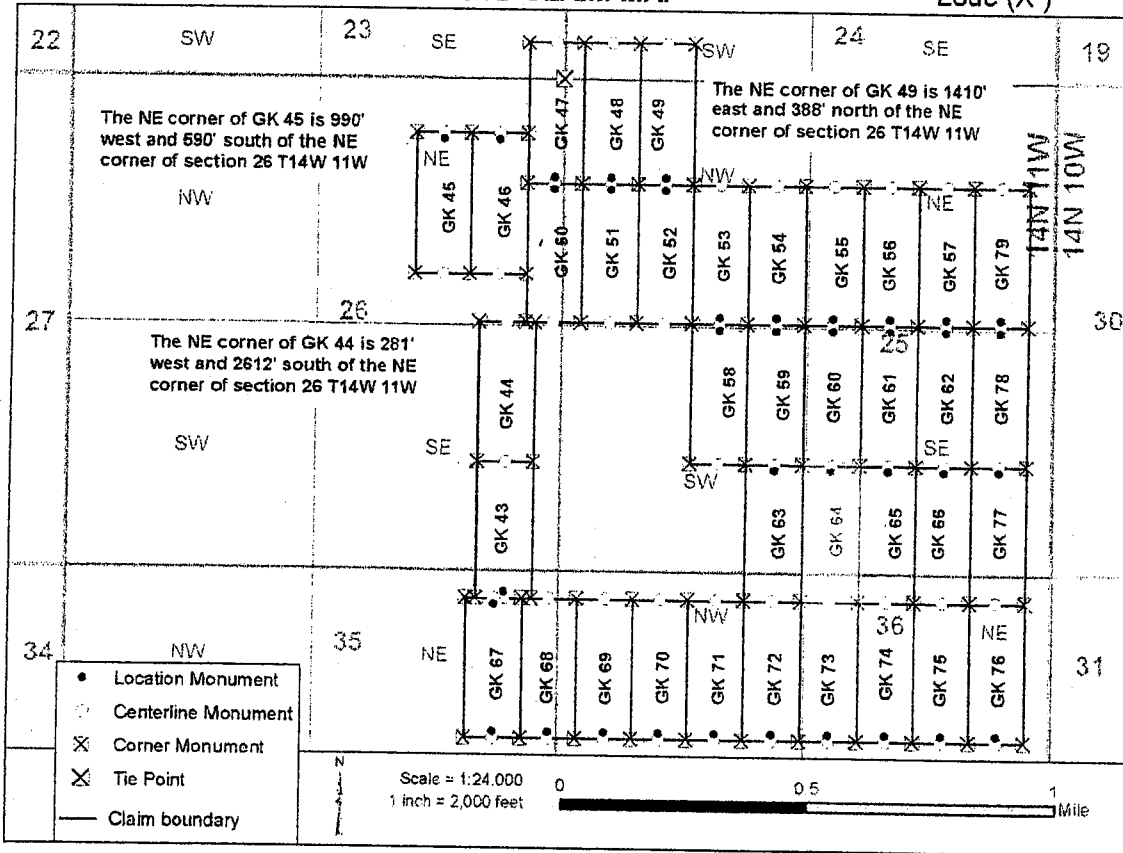 Lode (X )
22
SW
23
SE
SW
24
SE
19
The NE corner of GK 45 is 990'
west and 590' south of the NE
corner of section 26 T14W 11W
The NE corner of GK 49 is 1410'
east and 388' north of the NE
corner of section 26 T14W 11W
GK 47
GK 48
GK 49
NE
NW
GK 45
GK 46
NW
NE
14N 11W
14N 10W
GK 50
GK 51
GK 52
GK 53
GK 54
GK 55
GK 56
GK 57
GK 79
27
26
25
30
The NE corner of GK 44 is 281'
west and 2612' south of the NE
corner of section 26 T14W 11W
GK 44
GK 58
GK 59
GK 60
GK 61
GK 62
GK 78
SW
SE
SW
SE
GK 43
GK 63
GK 64
GK 65
GK 66
GK 77
34
NW
35
NE
NW
36
NE
31
GK 67
GK 68
GK 69
GK 70
GK 71
GK 72
GK 73
GK 74
GK 75
GK 76
Location Monument
Centerline Monument
Corner Monument
Tie Point
Claim boundary
N
Scale = 1:24.000
1 inch = 2,000 feet
0
0.5
1
Mile